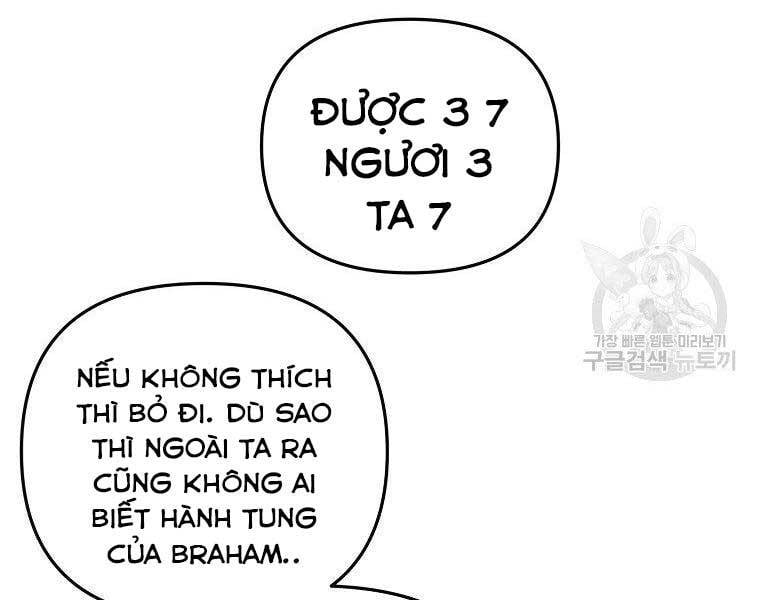 ĐƯỢC 3 7
NGƯƠI 3
TA 7
가장 빠른 웹툰 미리보기
구글검색 뉴토끼
NẾU KHÔNG THÍCH
THÌ BỎ ĐI. DÙ SAO
THÌ NGOÀI TA RA
CŨNG KHÔNG AI
BIẾT HÀNH TUNG
CỦA BRAHAM..